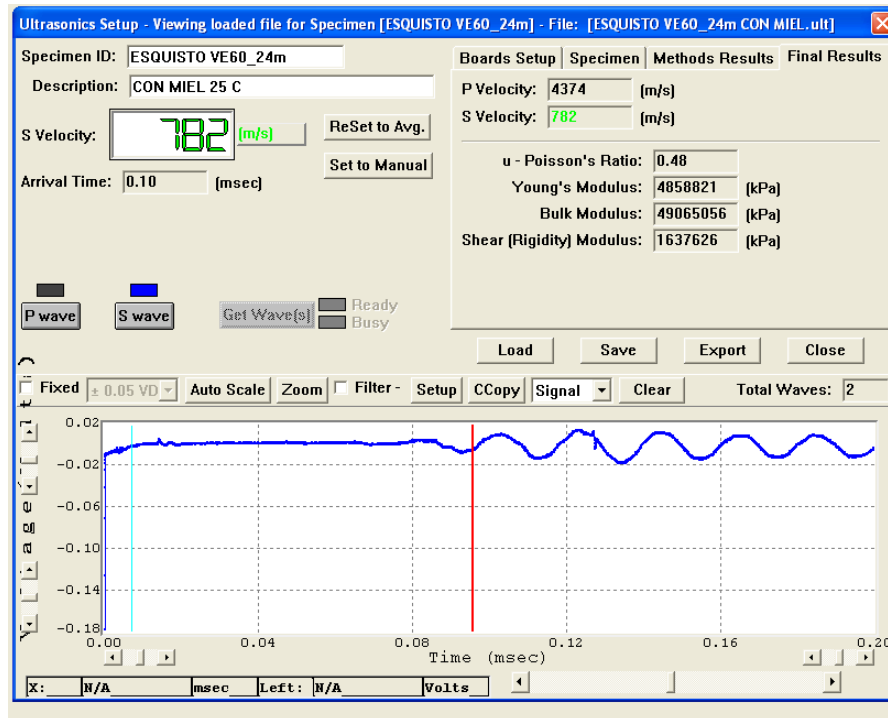 Ultrasonics Setup - Viewing loaded file for Specimen [ESQUISTO VE60_24m] - File: [ESQUISTO VE60_24m CON MIEL.ult]
Specimen ID: ESQUISTO VE60_24m
Description: CON MIEL 25 C
S Velocity: 782 (m/s) ReSet to Avg.
Set to Manual
Arrival Time: 0.10 (msec)
P wave S wave Get Wave(s) Ready
Busy
Boards Setup Specimen Methods Results Final Results
P Velocity: 4374 (m/s)
S Velocity: 782 (m/s)
u - Poisson's Ratio: 0.48
Young's Modulus: 4858821 (kPa)
Bulk Modulus: 49065056 (kPa)
Shear (Rigidity) Modulus: 1637626 (kPa)
Load Save Export Close
Fixed ± 0.05 VD Auto Scale Zoom Filter - Setup CCopy Signal Clear Total Waves: 2
0.02
-0.02
-0.06
-0.10
-0.14
-0.18
0.00 0.04 0.08 0.12 0.16 0.20
Time (msec)
X: N/A msec Left: N/A Volts